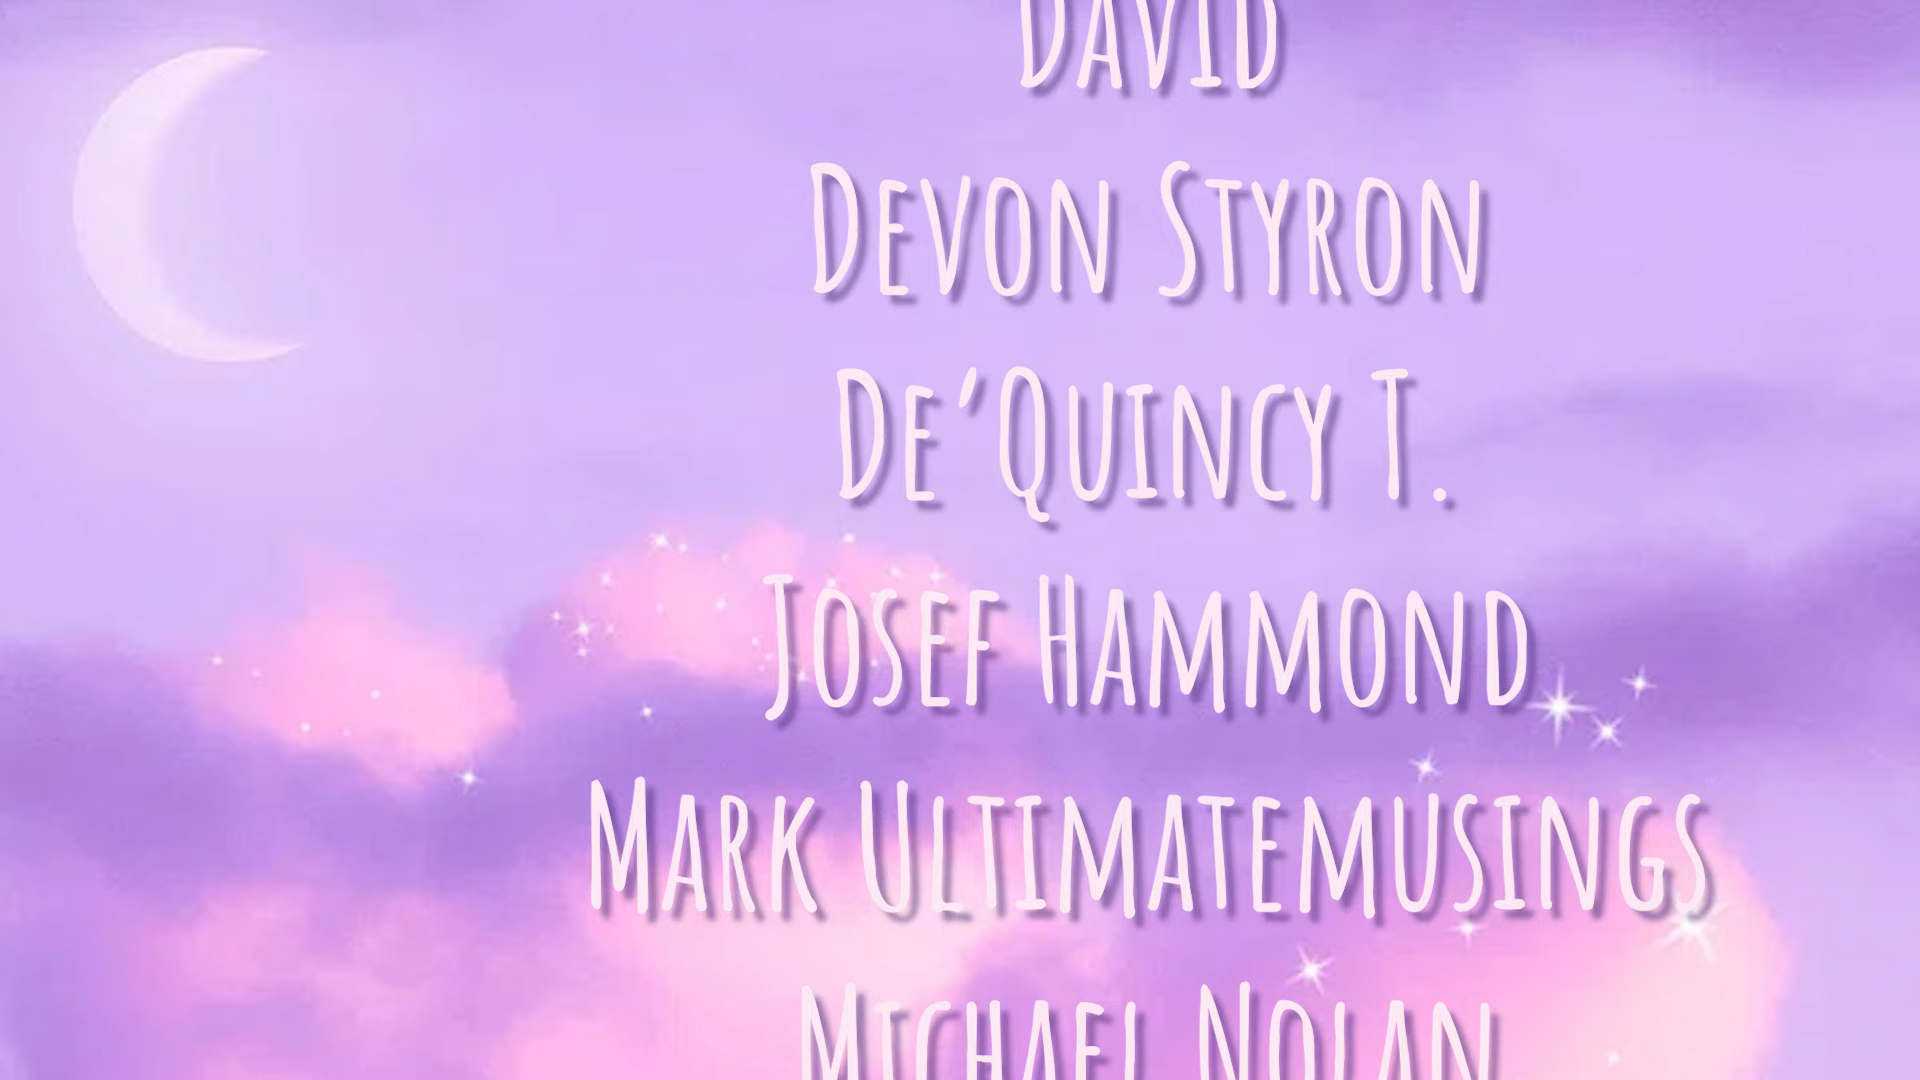 David
Devon Styron
De’Quincy T.
Josef Hammond
Mark Ultimatemusings
Michael Nolan